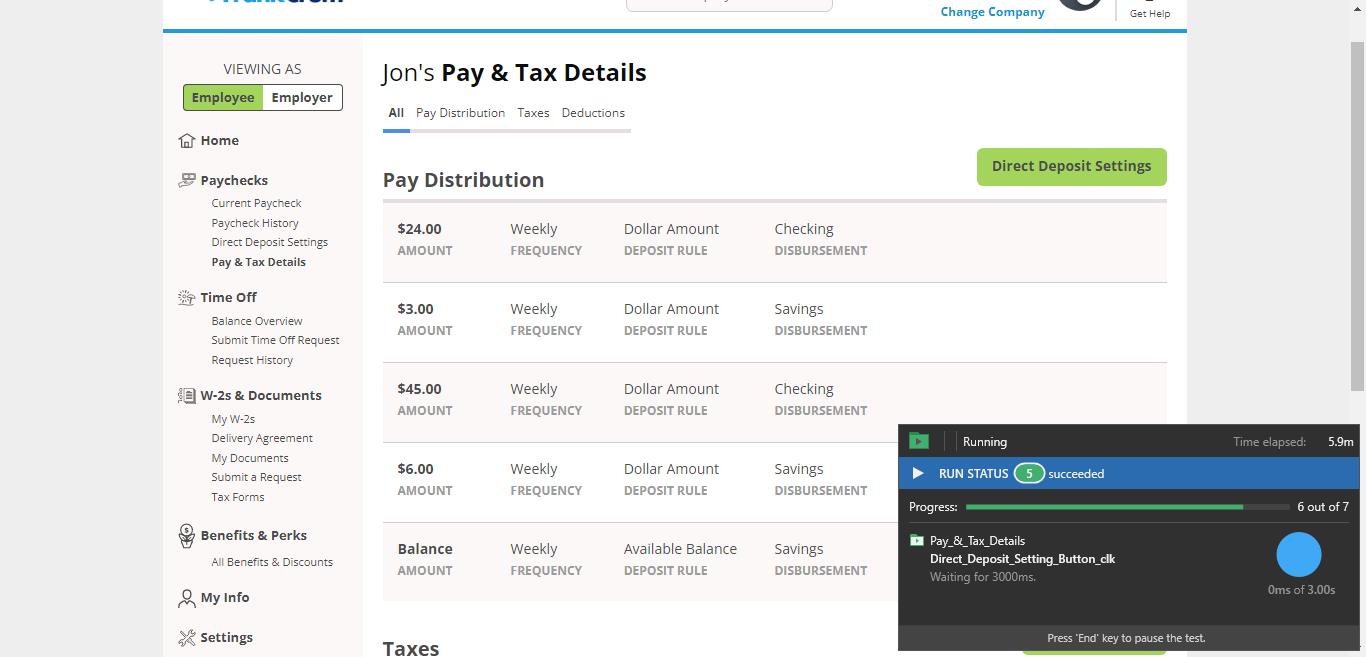 Change Company
Get Help
VIEWING AS
Employee Employer
Home
Paychecks
Current Paycheck
Paycheck History
Direct Deposit Settings
Pay & Tax Details
Time Off
Balance Overview
Submit Time Off Request
Request History
W-2s & Documents
My W-2s
Delivery Agreement
My Documents
Submit a Request
Tax Forms
Benefits & Perks
All Benefits & Discounts
My Info
Settings
Jon's Pay & Tax Details
All Pay Distribution Taxes Deductions
Direct Deposit Settings
Pay Distribution
$24.00 Weekly Dollar Amount Checking
AMOUNT FREQUENCY DEPOSIT RULE DISBURSEMENT
$3.00 Weekly Dollar Amount Savings
AMOUNT FREQUENCY DEPOSIT RULE DISBURSEMENT
$45.00 Weekly Dollar Amount Checking
AMOUNT FREQUENCY DEPOSIT RULE DISBURSEMENT
$6.00 Weekly Dollar Amount Savings
AMOUNT FREQUENCY DEPOSIT RULE DISBURSEMENT
Balance Weekly Available Balance Savings
AMOUNT FREQUENCY DEPOSIT RULE DISBURSEMENT
Taxes
Running Time elapsed: 5.9m
RUN STATUS 5 succeeded
Progress: 6 out of 7
Pay_&_Tax_Details
Direct_Deposit_Setting_Button_clk
Waiting for 3000ms.
0ms of 3.00s
Press 'End' key to pause the test.